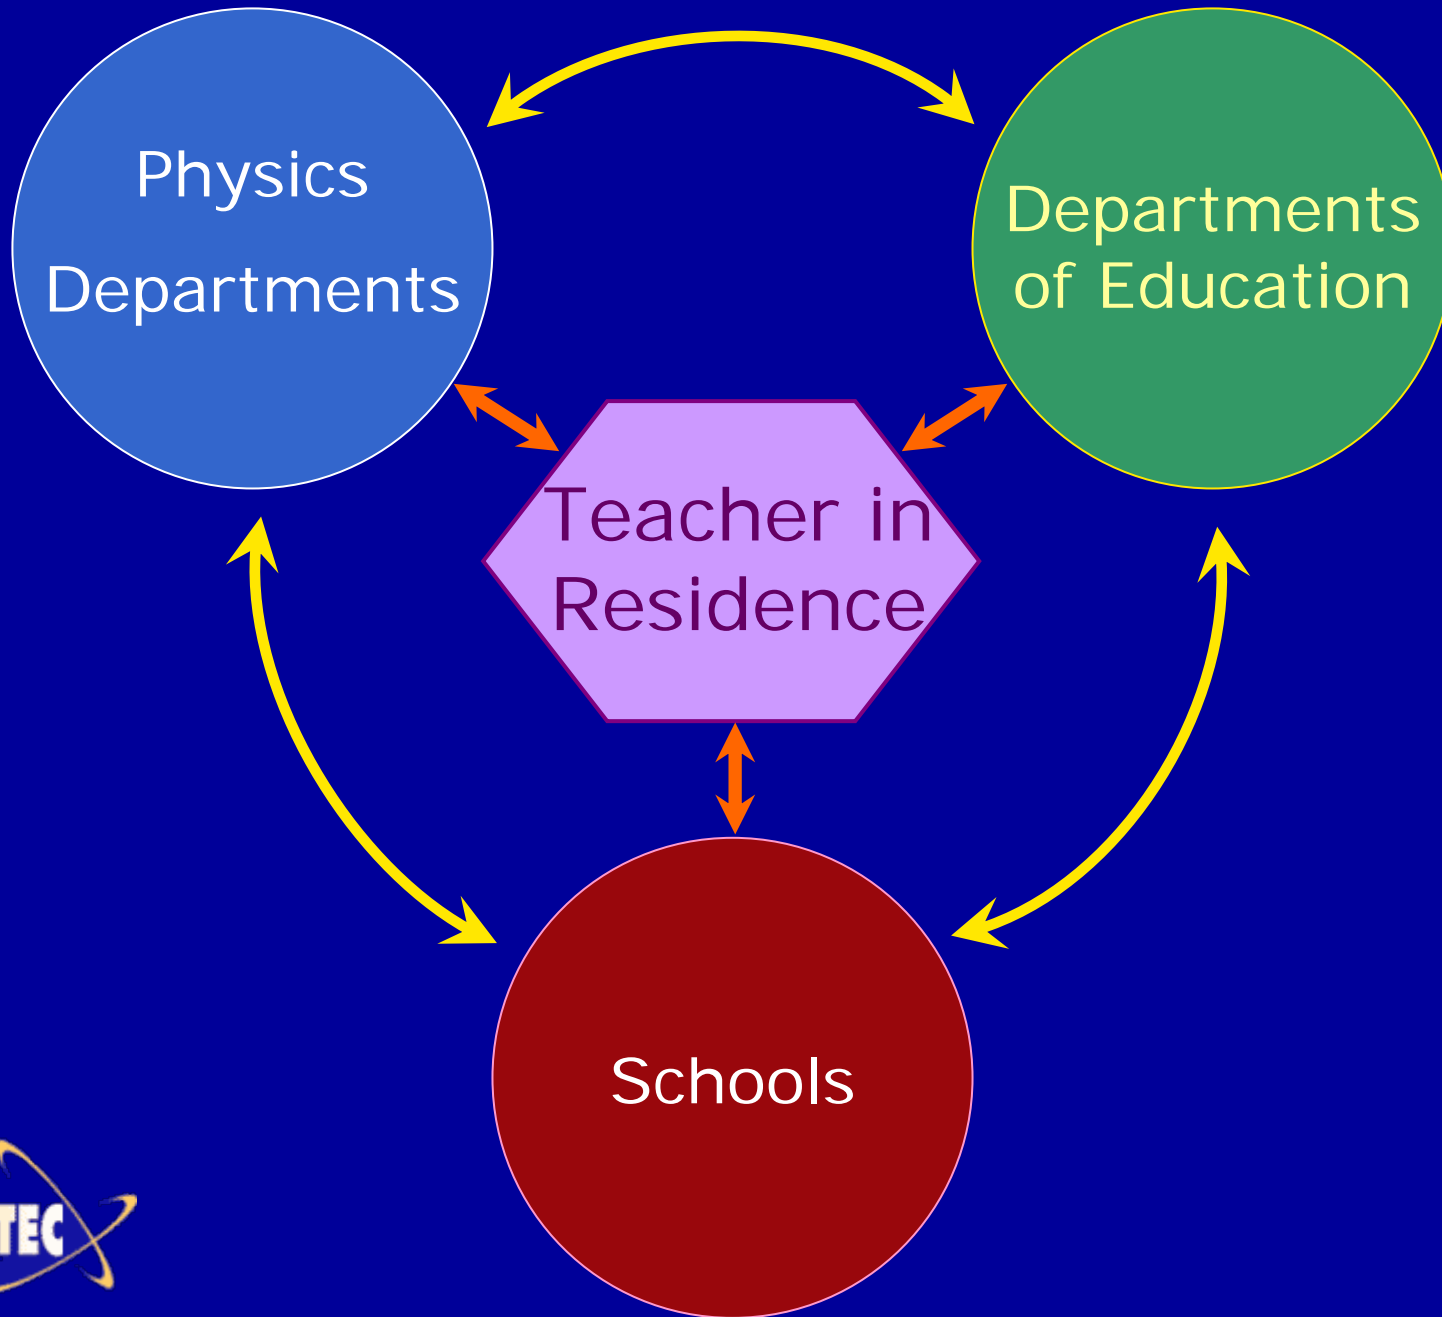 Physics
Departments
Departments
of Education
Teacher in
Residence
Schools
TEC